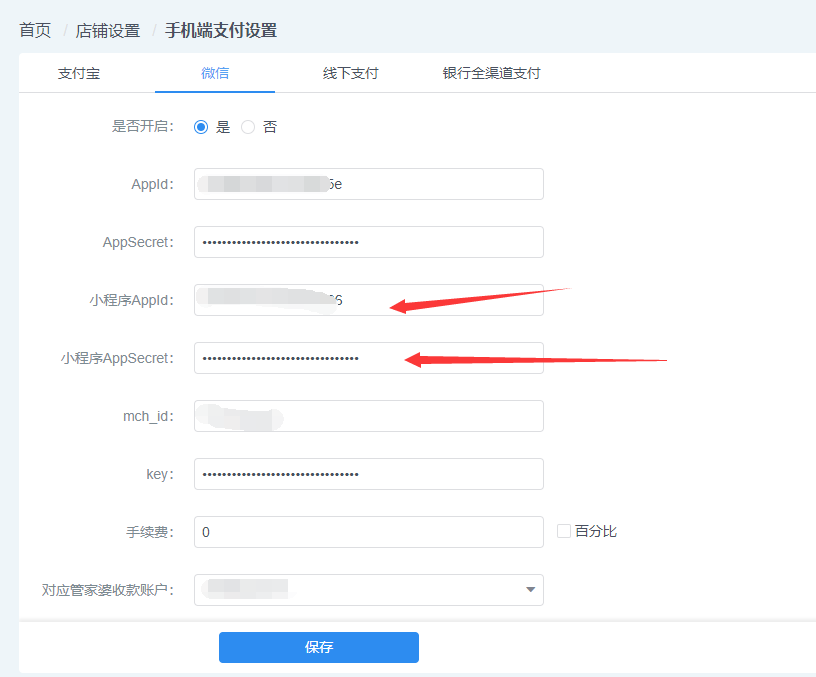 首页 / 店铺设置 / 手机端支付设置
支付宝 微信 线下支付 银行全渠道支付
是否开启： 是 否
AppId： 6e
AppSecret： ••••••••••••••••••••••••••••••••
小程序AppId： 6
小程序AppSecret： ••••••••••••••••••••••••••••••••
mch_id：
key： ••••••••••••••••••••••••••••••••
手续费： 0 百分比
对应管家婆收款账户：
保存